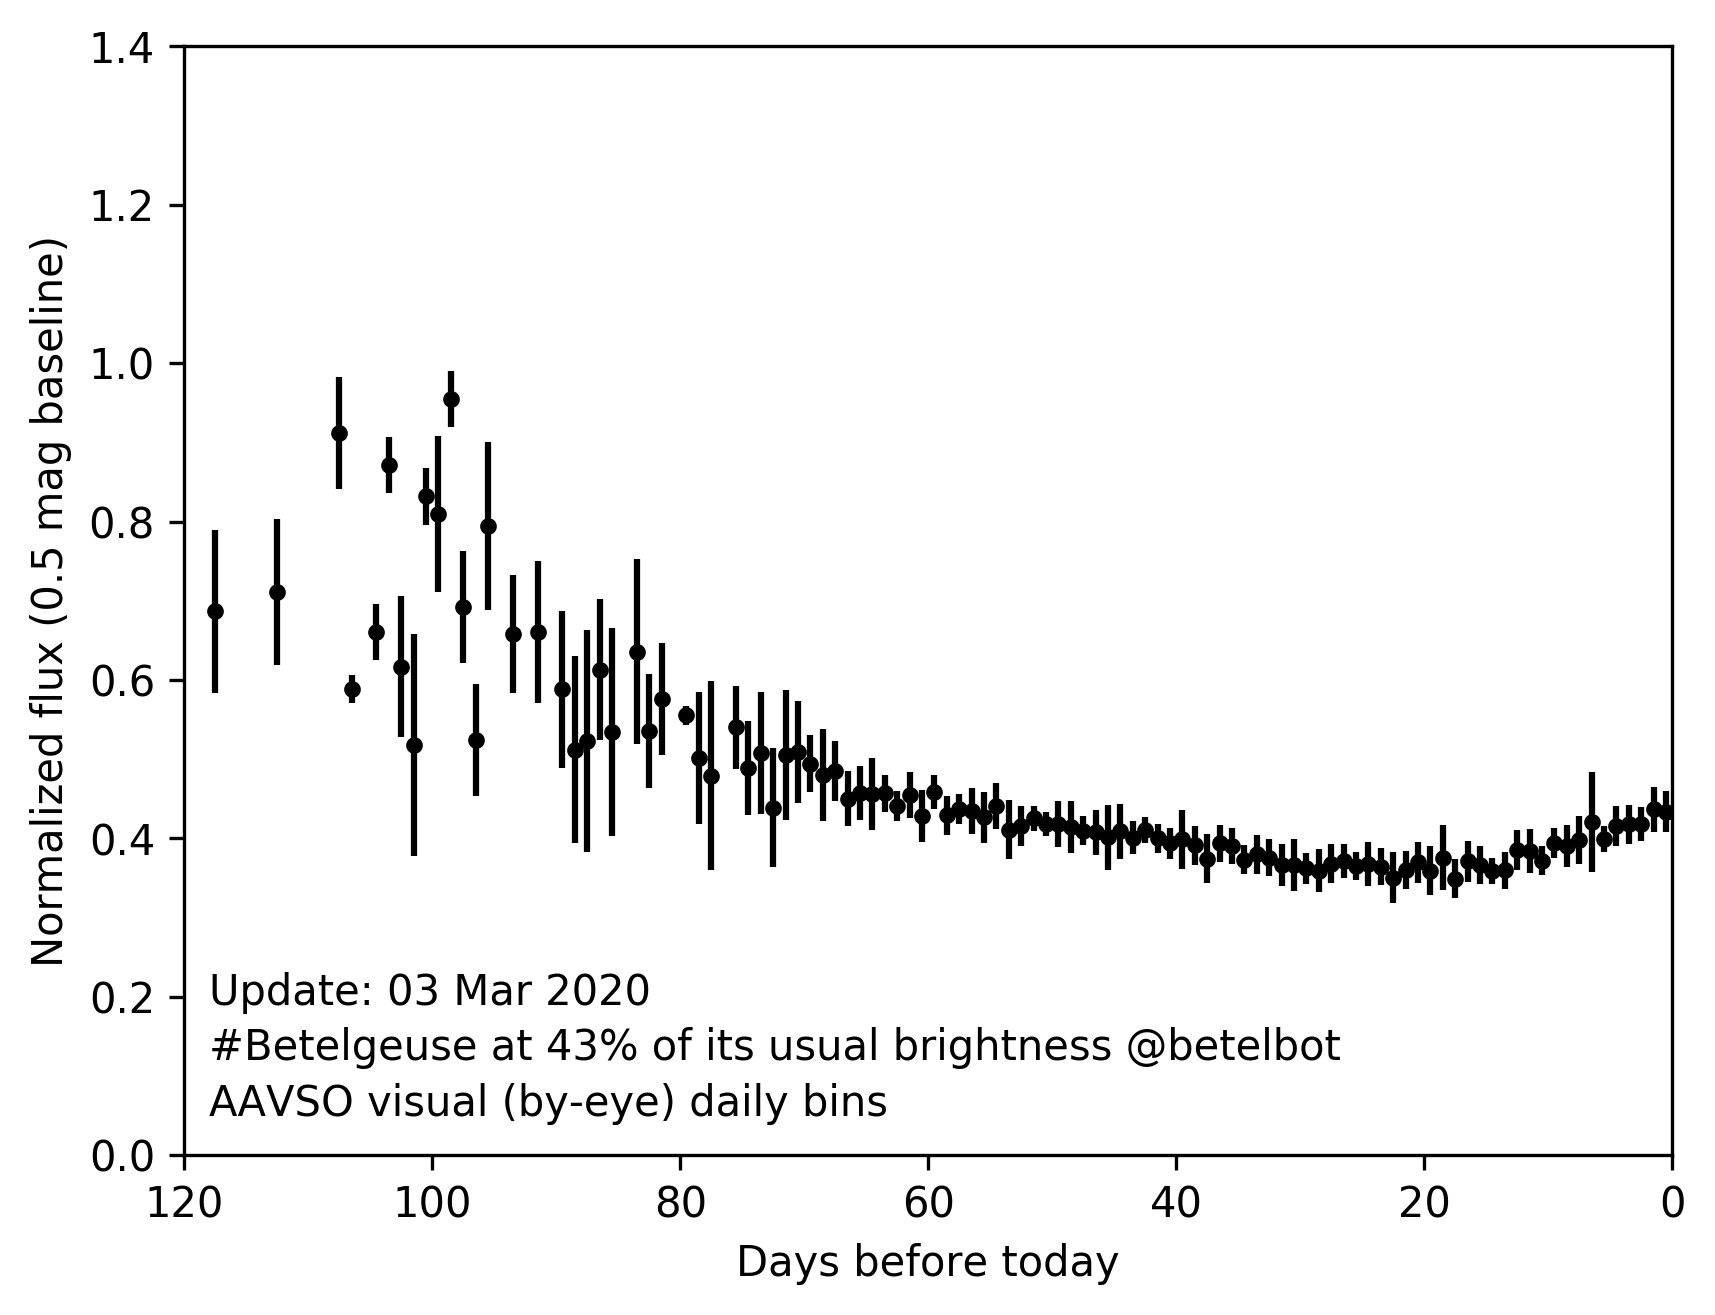 1.4
1.2
1.0
0.8
0.6
0.4
0.2
0.0
Normalized flux (0.5 mag baseline)
Update: 03 Mar 2020
#Betelgeuse at 43% of its usual brightness @betelbot
AAVSO visual (by-eye) daily bins
120 100 80 60 40 20 0
Days before today